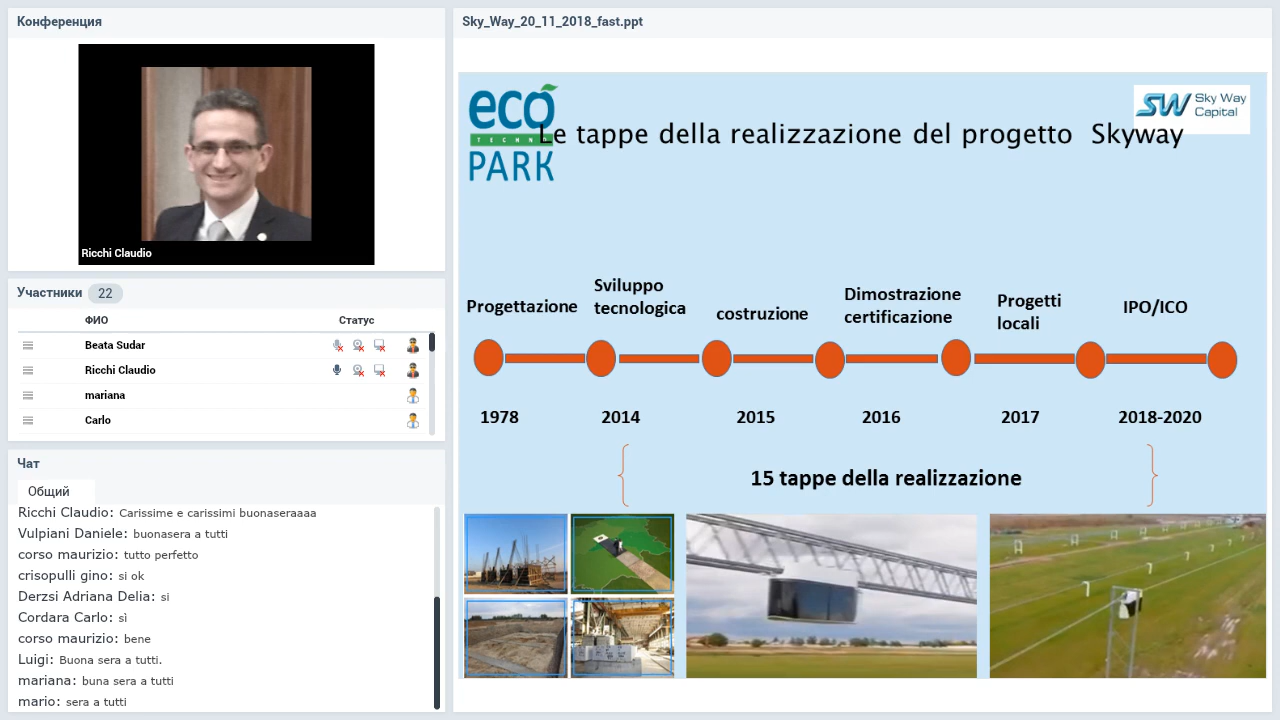 Конференция
Ricchi Claudio
Участники 22
ФИО Статус
Beata Sudar
Ricchi Claudio
mariana
Carlo
Чат
Общий
Ricchi Claudio: Carissime e carissimi buonaseraaaa
Vulpiani Daniele: buonasera a tutti
corso maurizio: tutto perfetto
crisopulli gino: si ok
Derzsi Adriana Delia: si
Cordara Carlo: sì
corso maurizio: bene
Luigi: Buona sera a tutti.
mariana: buna sera a tutti
mario: sera a tutti
Sky_Way_20_11_2018_fast.ppt
eco
TECHNO
PARK
SW Sky Way
Capital
Le tappe della realizzazione del progetto Skyway
Progettazione
Sviluppo
tecnologica
costruzione
Dimostrazione
certificazione
Progetti
locali
IPO/ICO
1978 2014 2015 2016 2017 2018-2020
15 tappe della realizzazione